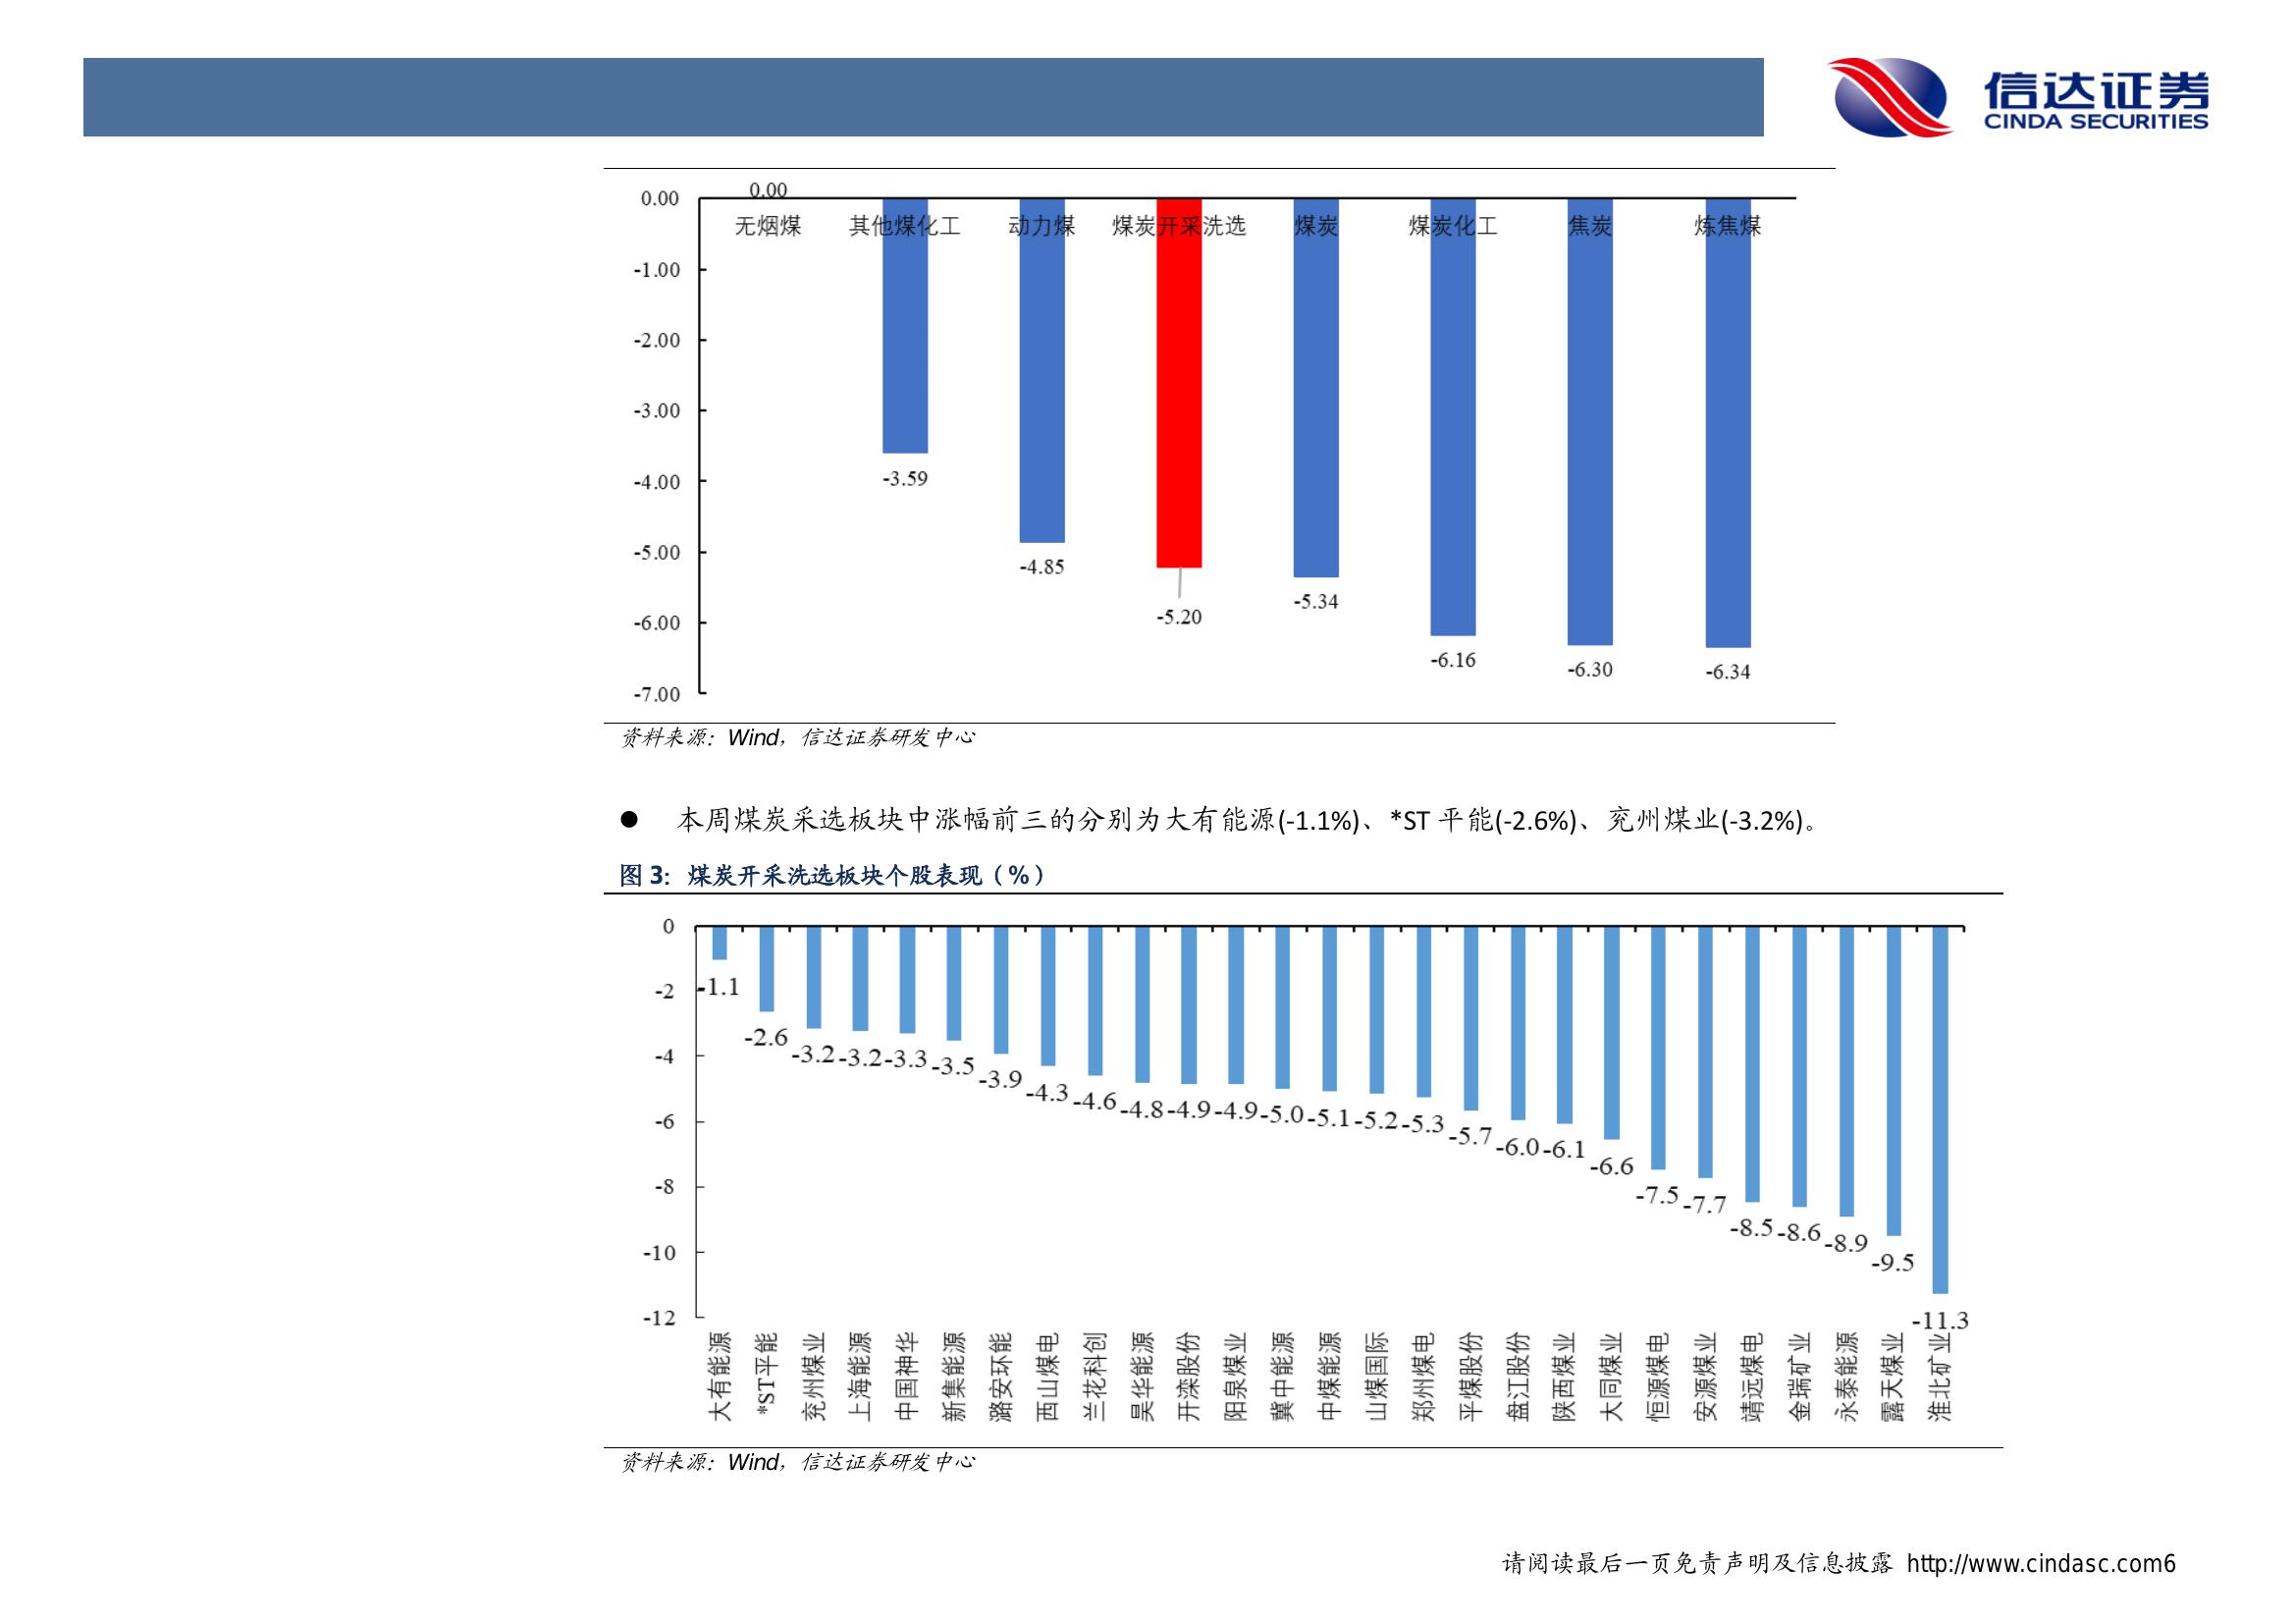 信达证券
CINDA SECURITIES
0.00
0.00
无烟煤 其他煤化工 动力煤 煤炭开采洗选 煤炭 煤炭化工 焦炭 炼焦煤
-1.00
-2.00
-3.00
-4.00
-5.00
-6.00
-7.00
-3.59
-4.85
-5.20
-5.34
-6.16
-6.30
-6.34
资料来源：Wind，信达证券研发中心
● 本周煤炭采选板块中涨幅前三的分别为大有能源(-1.1%)、*ST 平能(-2.6%)、兖州煤业(-3.2%)。
图 3：煤炭开采洗选板块个股表现（%）
0
-2
-4
-6
-8
-10
-12
-1.1
-2.6
-3.2
-3.2
-3.3
-3.5
-3.9
-4.3
-4.6
-4.8
-4.9
-4.9
-5.0
-5.1
-5.2
-5.3
-5.7
-6.0
-6.1
-6.6
-7.5
-7.7
-8.5
-8.6
-8.9
-9.5
-11.3
大有能源
*ST平能
兖州煤业
上海能源
中国神华
新集能源
潞安环能
西山煤电
兰花科创
昊华能源
开滦股份
阳泉煤业
冀中能源
中煤能源
山煤国际
郑州煤电
平煤股份
盘江股份
陕西煤业
大同煤业
恒源煤电
安源煤业
靖远煤电
金瑞矿业
永泰能源
露天煤业
淮北矿业
资料来源：Wind，信达证券研发中心
请阅读最后一页免责声明及信息披露 http://www.cindasc.com6